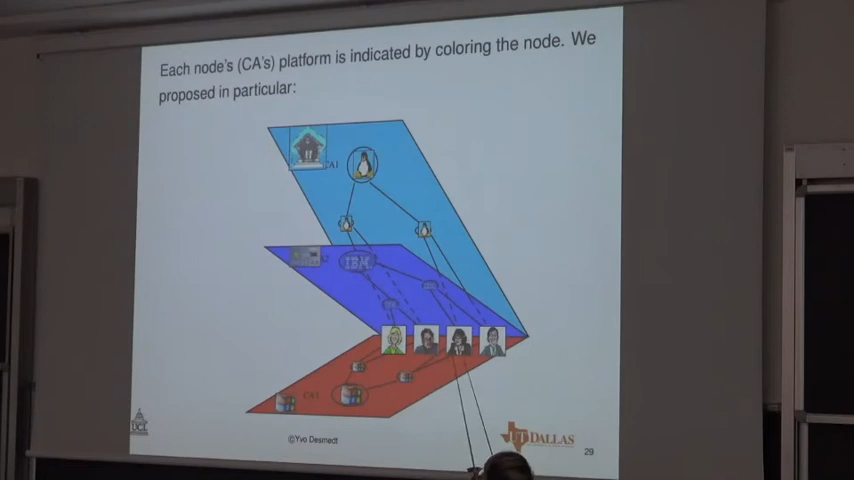 Each node's (CA's) platform is indicated by coloring the node. We
proposed in particular:
CA1
IBM
UCL
©Yvo Desmedt
DALLAS
29